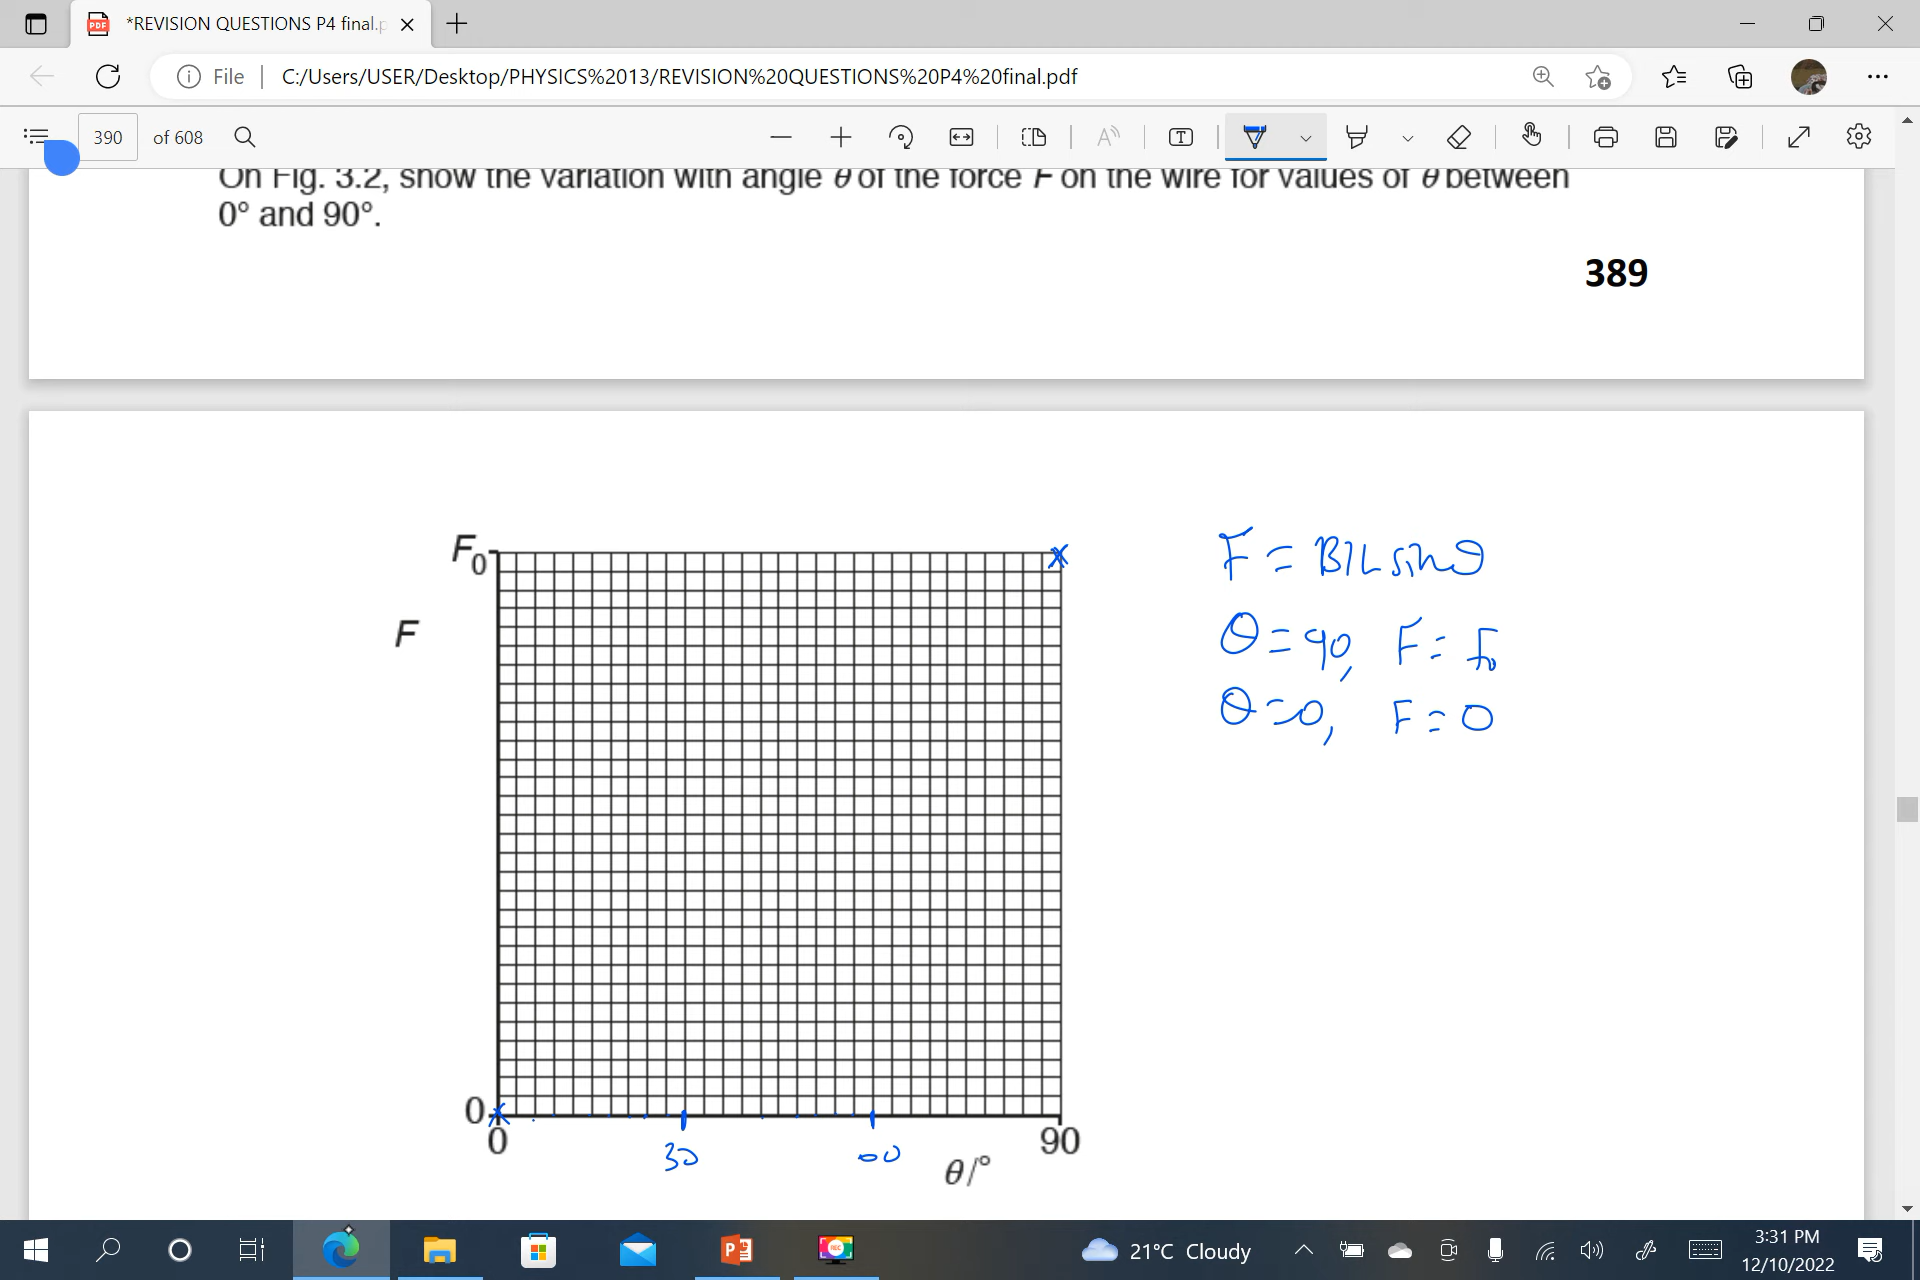 *REVISION QUESTIONS P4 final.p
File
C:/Users/USER/Desktop/PHYSICS%2013/REVISION%20QUESTIONS%20P4%20final.pdf
390 of 608
On Fig. 3.2, show the variation with angle θ of the force F on the wire for values of θ between
0° and 90°.
389
F0
F
F = BIL sin θ
θ = 90, F = F0
θ = 0, F = 0
0
0
30
60
90
θ/°
21°C Cloudy
3:31 PM
12/10/2022